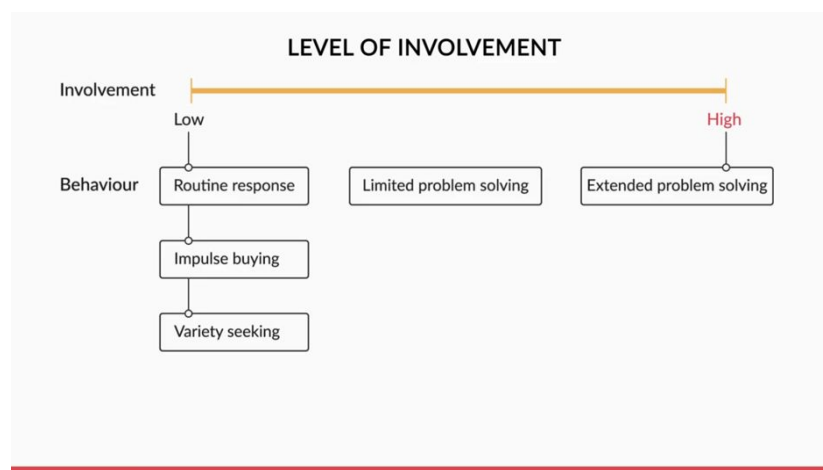 LEVEL OF INVOLVEMENT
Involvement
Low
High
Behaviour
Routine response
Limited problem solving
Extended problem solving
Impulse buying
Variety seeking